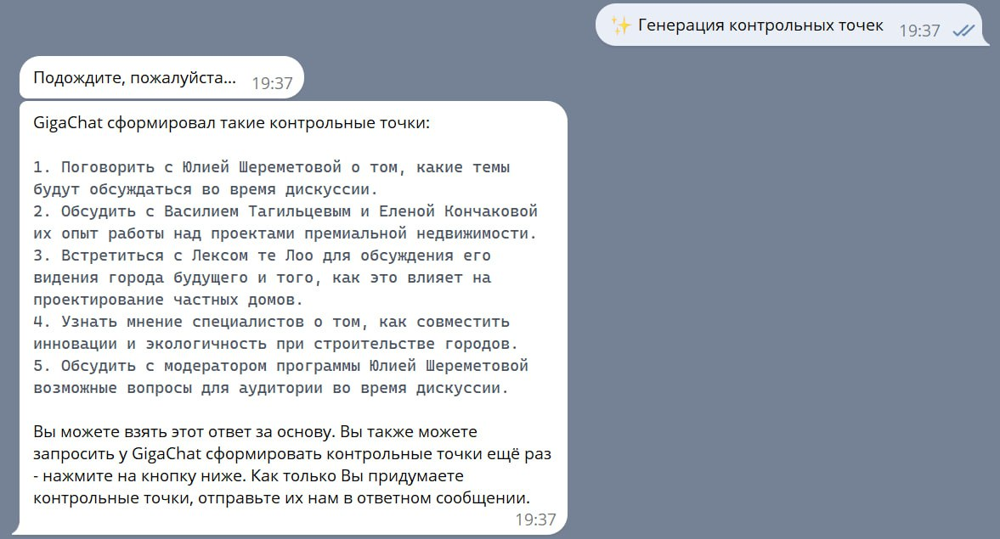 ✨ Генерация контрольных точек 19:37
Подождите, пожалуйста... 19:37
GigaChat сформировал такие контрольные точки:
1. Поговорить с Юлией Шереметовой о том, какие темы
будут обсуждаться во время дискуссии.
2. Обсудить с Василием Тагильцевым и Еленой Кончаковой
их опыт работы над проектами премиальной недвижимости.
3. Встретиться с Лексом те Лоо для обсуждения его
видения города будущего и того, как это влияет на
проектирование частных домов.
4. Узнать мнение специалистов о том, как совместить
инновации и экологичность при строительстве городов.
5. Обсудить с модератором программы Юлией Шереметовой
возможные вопросы для аудитории во время дискуссии.
Вы можете взять этот ответ за основу. Вы также можете
запросить у GigaChat сформировать контрольные точки ещё раз
- нажмите на кнопку ниже. Как только Вы придумаете
контрольные точки, отправьте их нам в ответном сообщении.
19:37